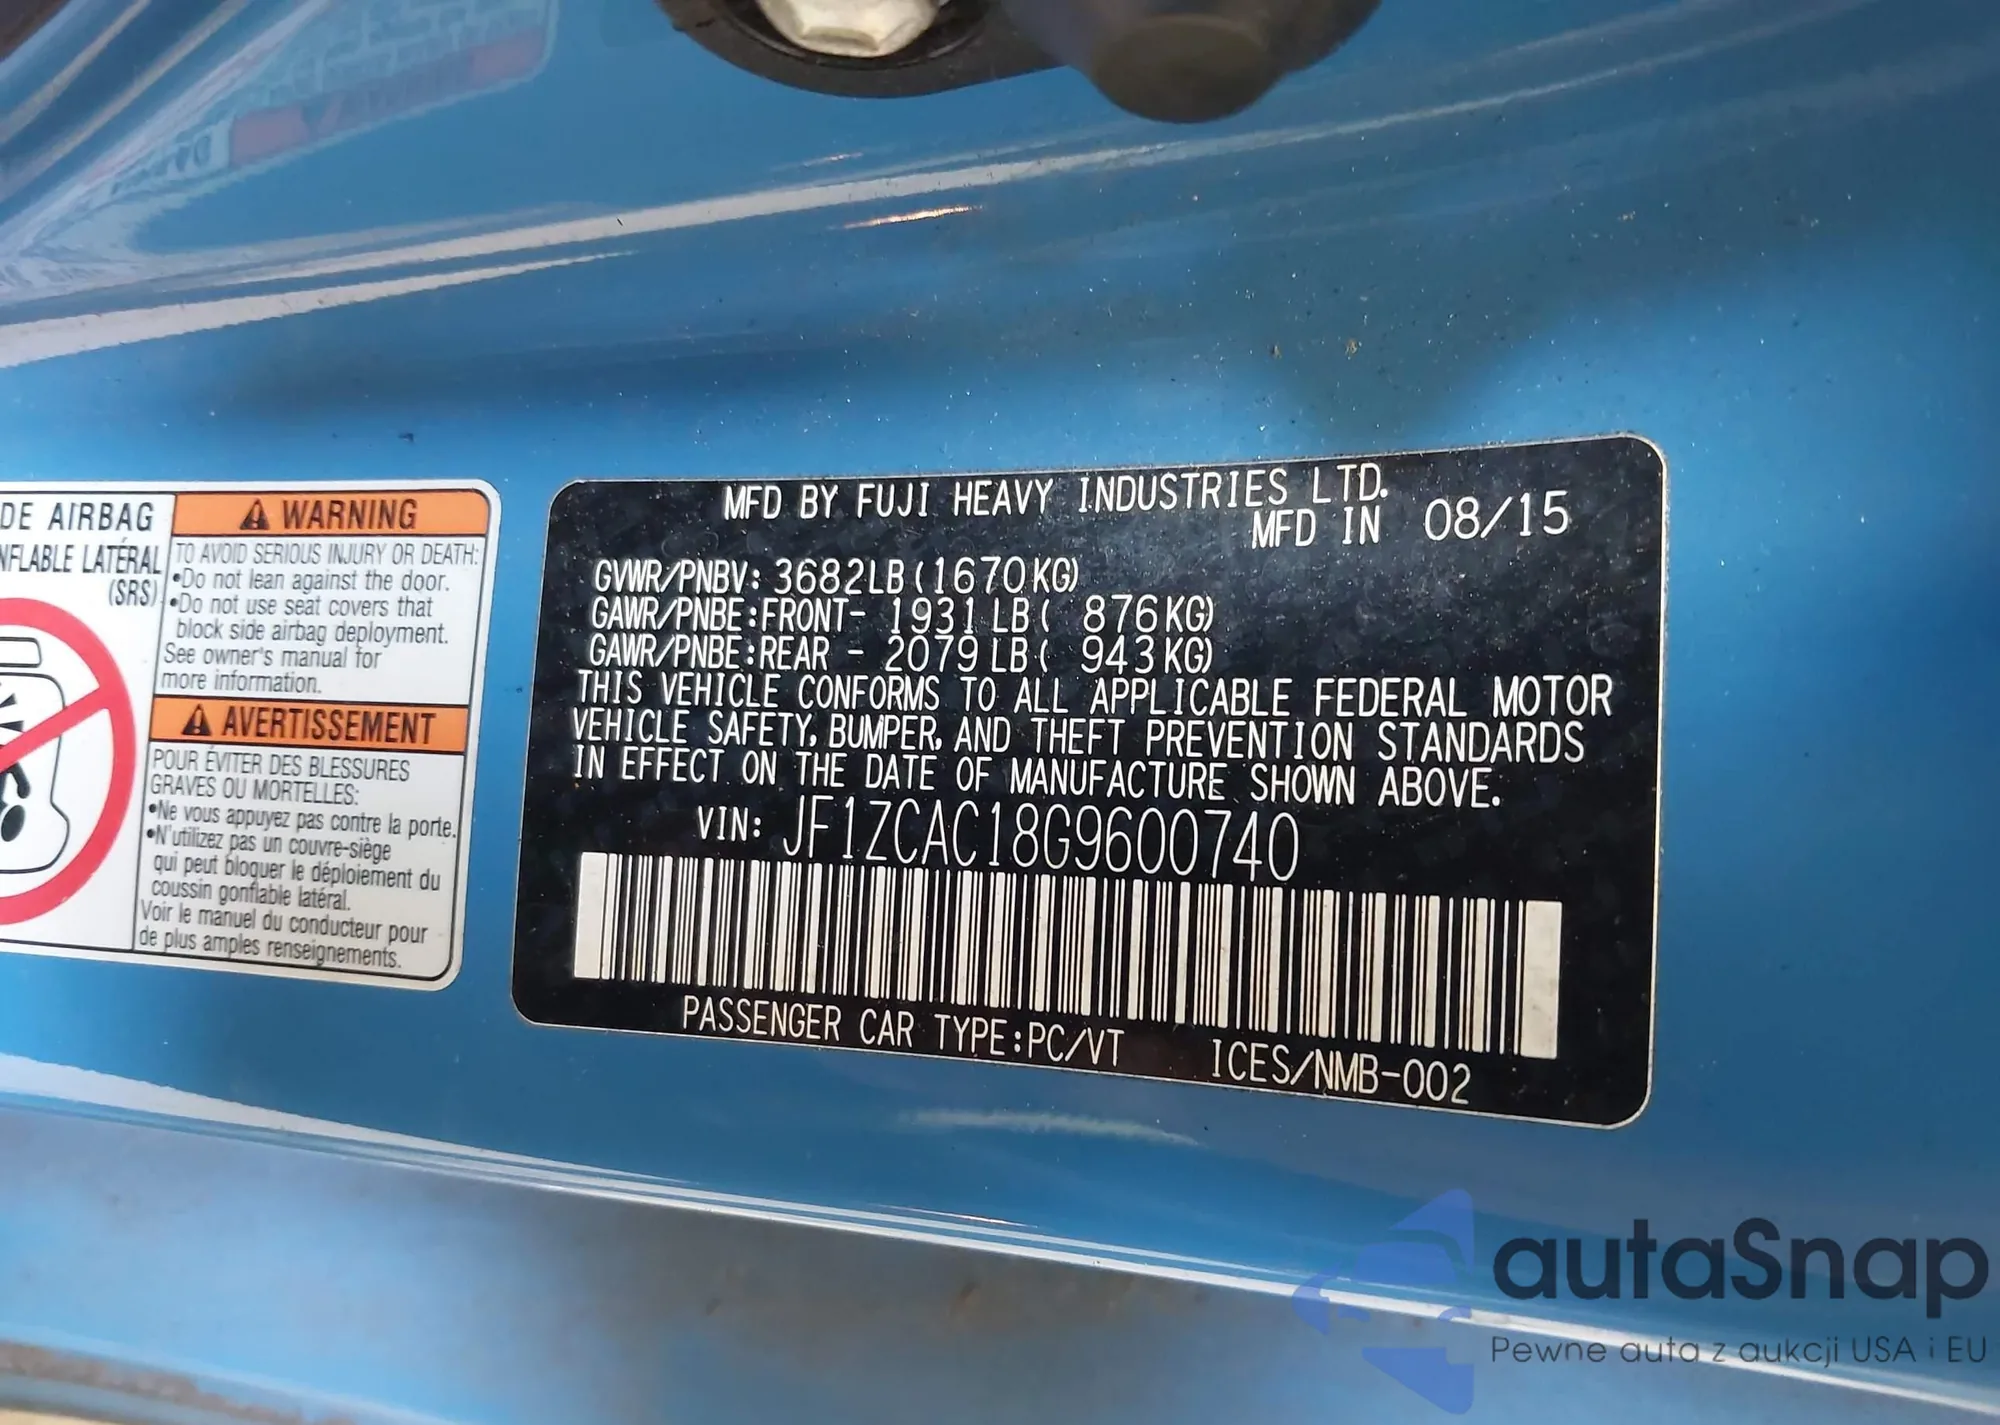 DE AIRBAG
NFLABLE LATÉRAL
(SRS)
WARNING
TO AVOID SERIOUS INJURY OR DEATH:
•Do not lean against the door.
•Do not use seat covers that
block side airbag deployment.
See owner's manual for
more information.
AVERTISSEMENT
POUR ÉVITER DES BLESSURES
GRAVES OU MORTELLES:
•Ne vous appuyez pas contre la porte.
•N'utilizez pas un couvre-siège
qui peut bloquer le déploiement du
coussin gonflable latéral.
Voir le manuel du conducteur pour
de plus amples renseignements.
MFD BY FUJI HEAVY INDUSTRIES LTD.
MFD IN 08/15
GVWR/PNBV: 3682LB(1670KG)
GAWR/PNBE:FRONT- 1931LB( 876KG)
GAWR/PNBE:REAR - 2079LB( 943KG)
THIS VEHICLE CONFORMS TO ALL APPLICABLE FEDERAL MOTOR
VEHICLE SAFETY, BUMPER, AND THEFT PREVENTION STANDARDS
IN EFFECT ON THE DATE OF MANUFACTURE SHOWN ABOVE.
VIN: JF1ZCAC18G9600740
PASSENGER CAR TYPE:PC/VT ICES/NMB-002
autaSnap
Pewne auta z aukcji USA i EU